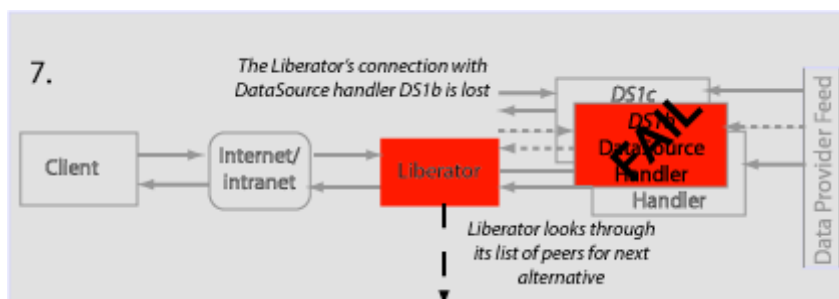 7.
The Liberator's connection with
DataSource handler DS1b is lost
DS1c
DS1b
DataSource
Handler
FAIL
Handler
Client
Internet/
intranet
Liberator
Data Provider Feed
Liberator looks through
its list of peers for next
alternative